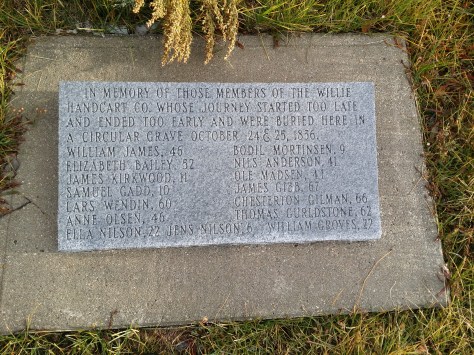 IN MEMORY OF THOSE MEMBERS OF THE WILLIE
HANDCART CO. WHOSE JOURNEY STARTED TOO LATE
AND ENDED TOO EARLY AND WERE BURIED HERE IN
A CIRCULAR GRAVE OCTOBER 24 & 25, 1856.
WILLIAM JAMES, 46 BODIL MORTINSEN, 9
ELIZABETH BAILEY, 52 NILS ANDERSON, 41
JAMES KIRKWOOD, 11 OLE MADSEN, 41
SAMUEL GADD, 10 JAMES GIBB, 67
LARS WENDIN, 60 CHESTERTON GILMAN, 66
ANNE OLSEN, 46 THOMAS GURLDSTONE, 62
ELLA NILSON, 22 JENS NILSON, 6 WILLIAM GROVES, 22